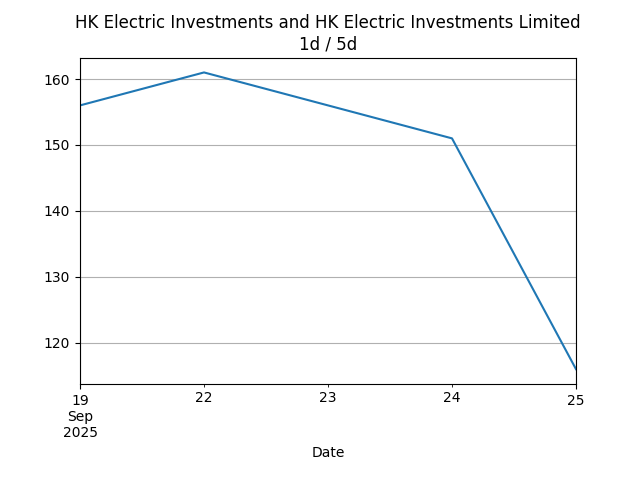 HK Electric Investments and HK Electric Investments Limited
1d / 5d
160
150
140
130
120
19 22 23 24 25
Sep
2025
Date